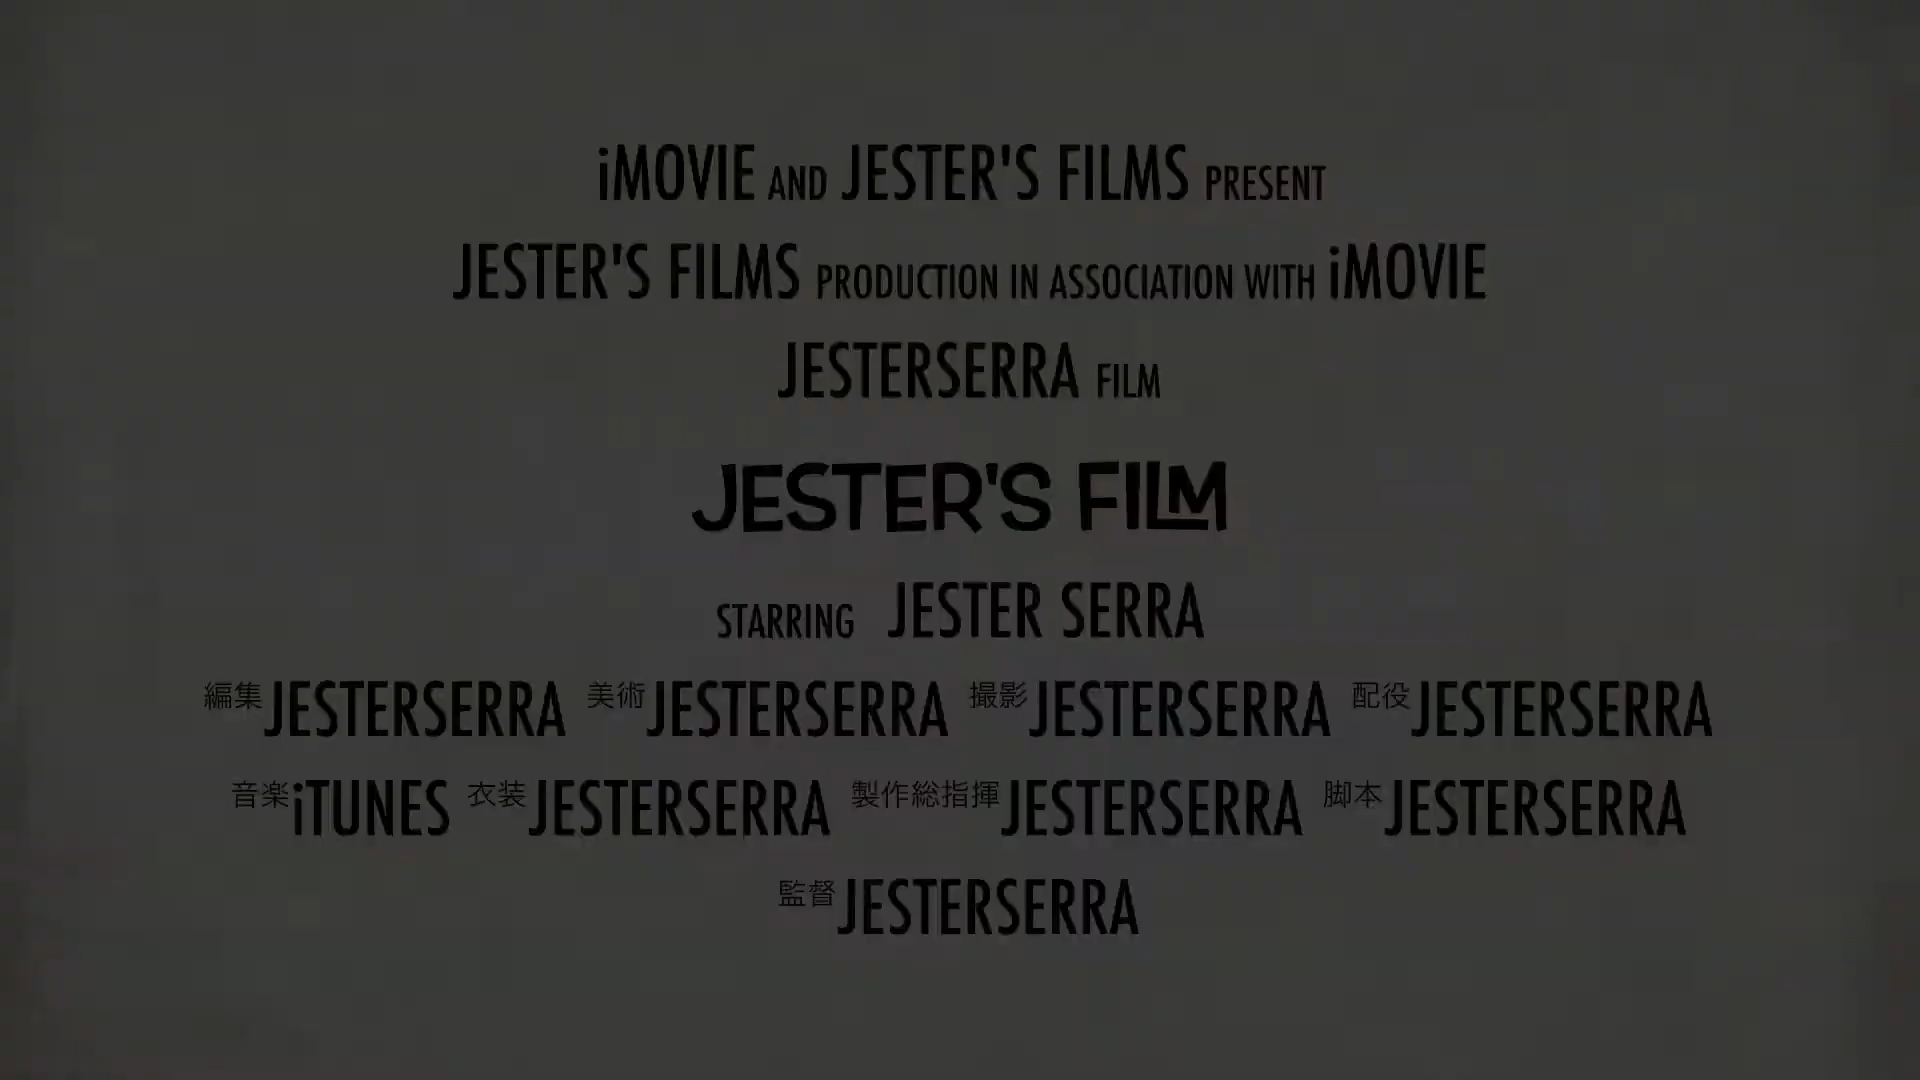 iMOVIE AND JESTER'S FILMS PRESENT
JESTER'S FILMS PRODUCTION IN ASSOCIATION WITH iMOVIE
JESTERSERRA FILM
JESTER'S FILM
STARRING JESTER SERRA
編集JESTERSERRA 美術JESTERSERRA 撮影JESTERSERRA 配役JESTERSERRA
音楽iTUNES 衣装JESTERSERRA 製作総指揮JESTERSERRA 脚本JESTERSERRA
監督JESTERSERRA